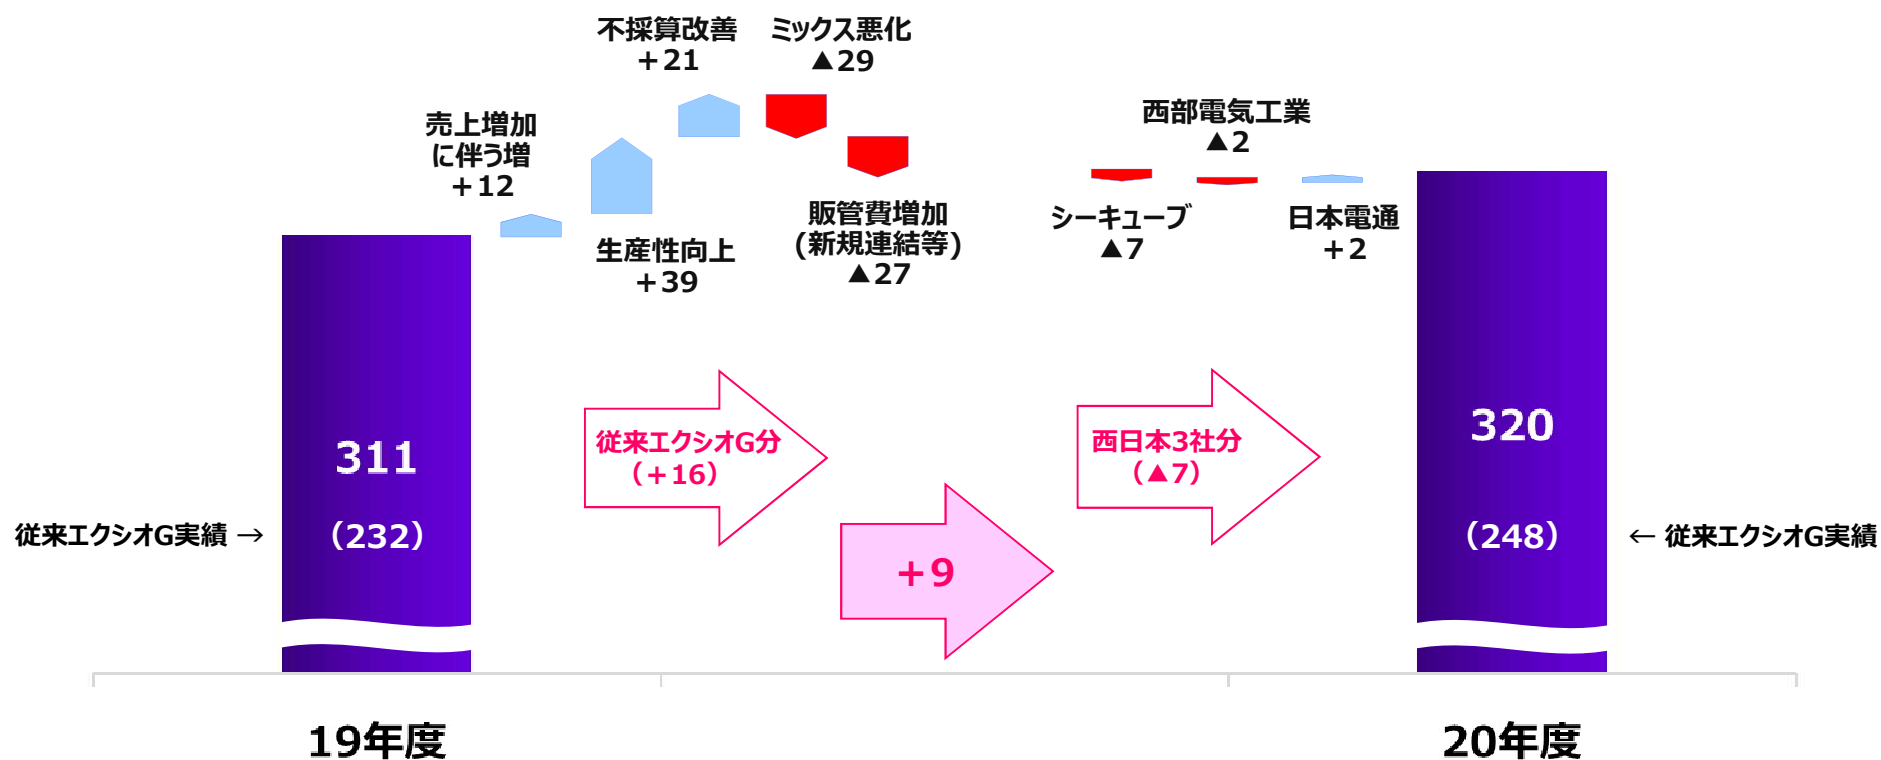 不採算改善
＋21
ミックス悪化
▲29
売上増加
に伴う増
＋12
生産性向上
＋39
販管費増加
(新規連結等)
▲27
西部電気工業
▲2
シーキューブ
▲7
日本電通
＋2
311
（232）
従来エクシオG実績 →
従来エクシオG分
（＋16）
＋9
西日本3社分
（▲7）
320
（248）
← 従来エクシオG実績
19年度
20年度